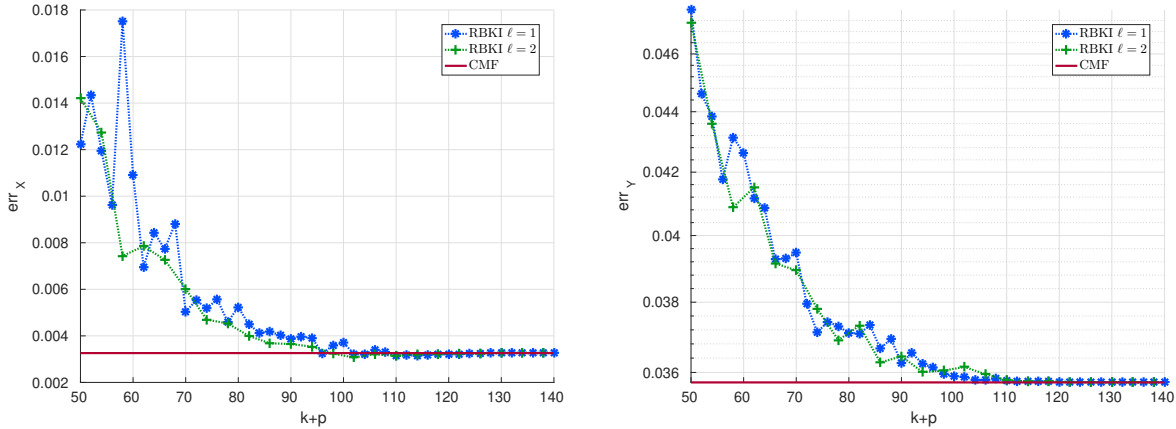 0.018
0.016
0.014
0.012
0.01
0.008
0.006
0.004
0.002
err_X
50 60 70 80 90 100 110 120 130 140
k+p
RBKI ℓ = 1
RBKI ℓ = 2
CMF
0.046
0.044
0.042
0.04
0.038
0.036
err_Y
50 60 70 80 90 100 110 120 130 140
k+p
RBKI ℓ = 1
RBKI ℓ = 2
CMF